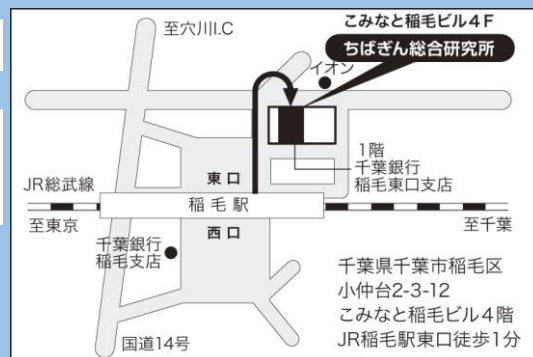 こみなと稲毛ビル4F
ちばぎん総合研究所
至穴川I.C
イオン
1階
千葉銀行
稲毛東口支店
東口
JR総武線
稲毛駅
至東京
至千葉
西口
千葉銀行
稲毛支店
千葉県千葉市稲毛区
小仲台2-3-12
こみなと稲毛ビル4階
JR稲毛駅東口徒歩1分
国道14号